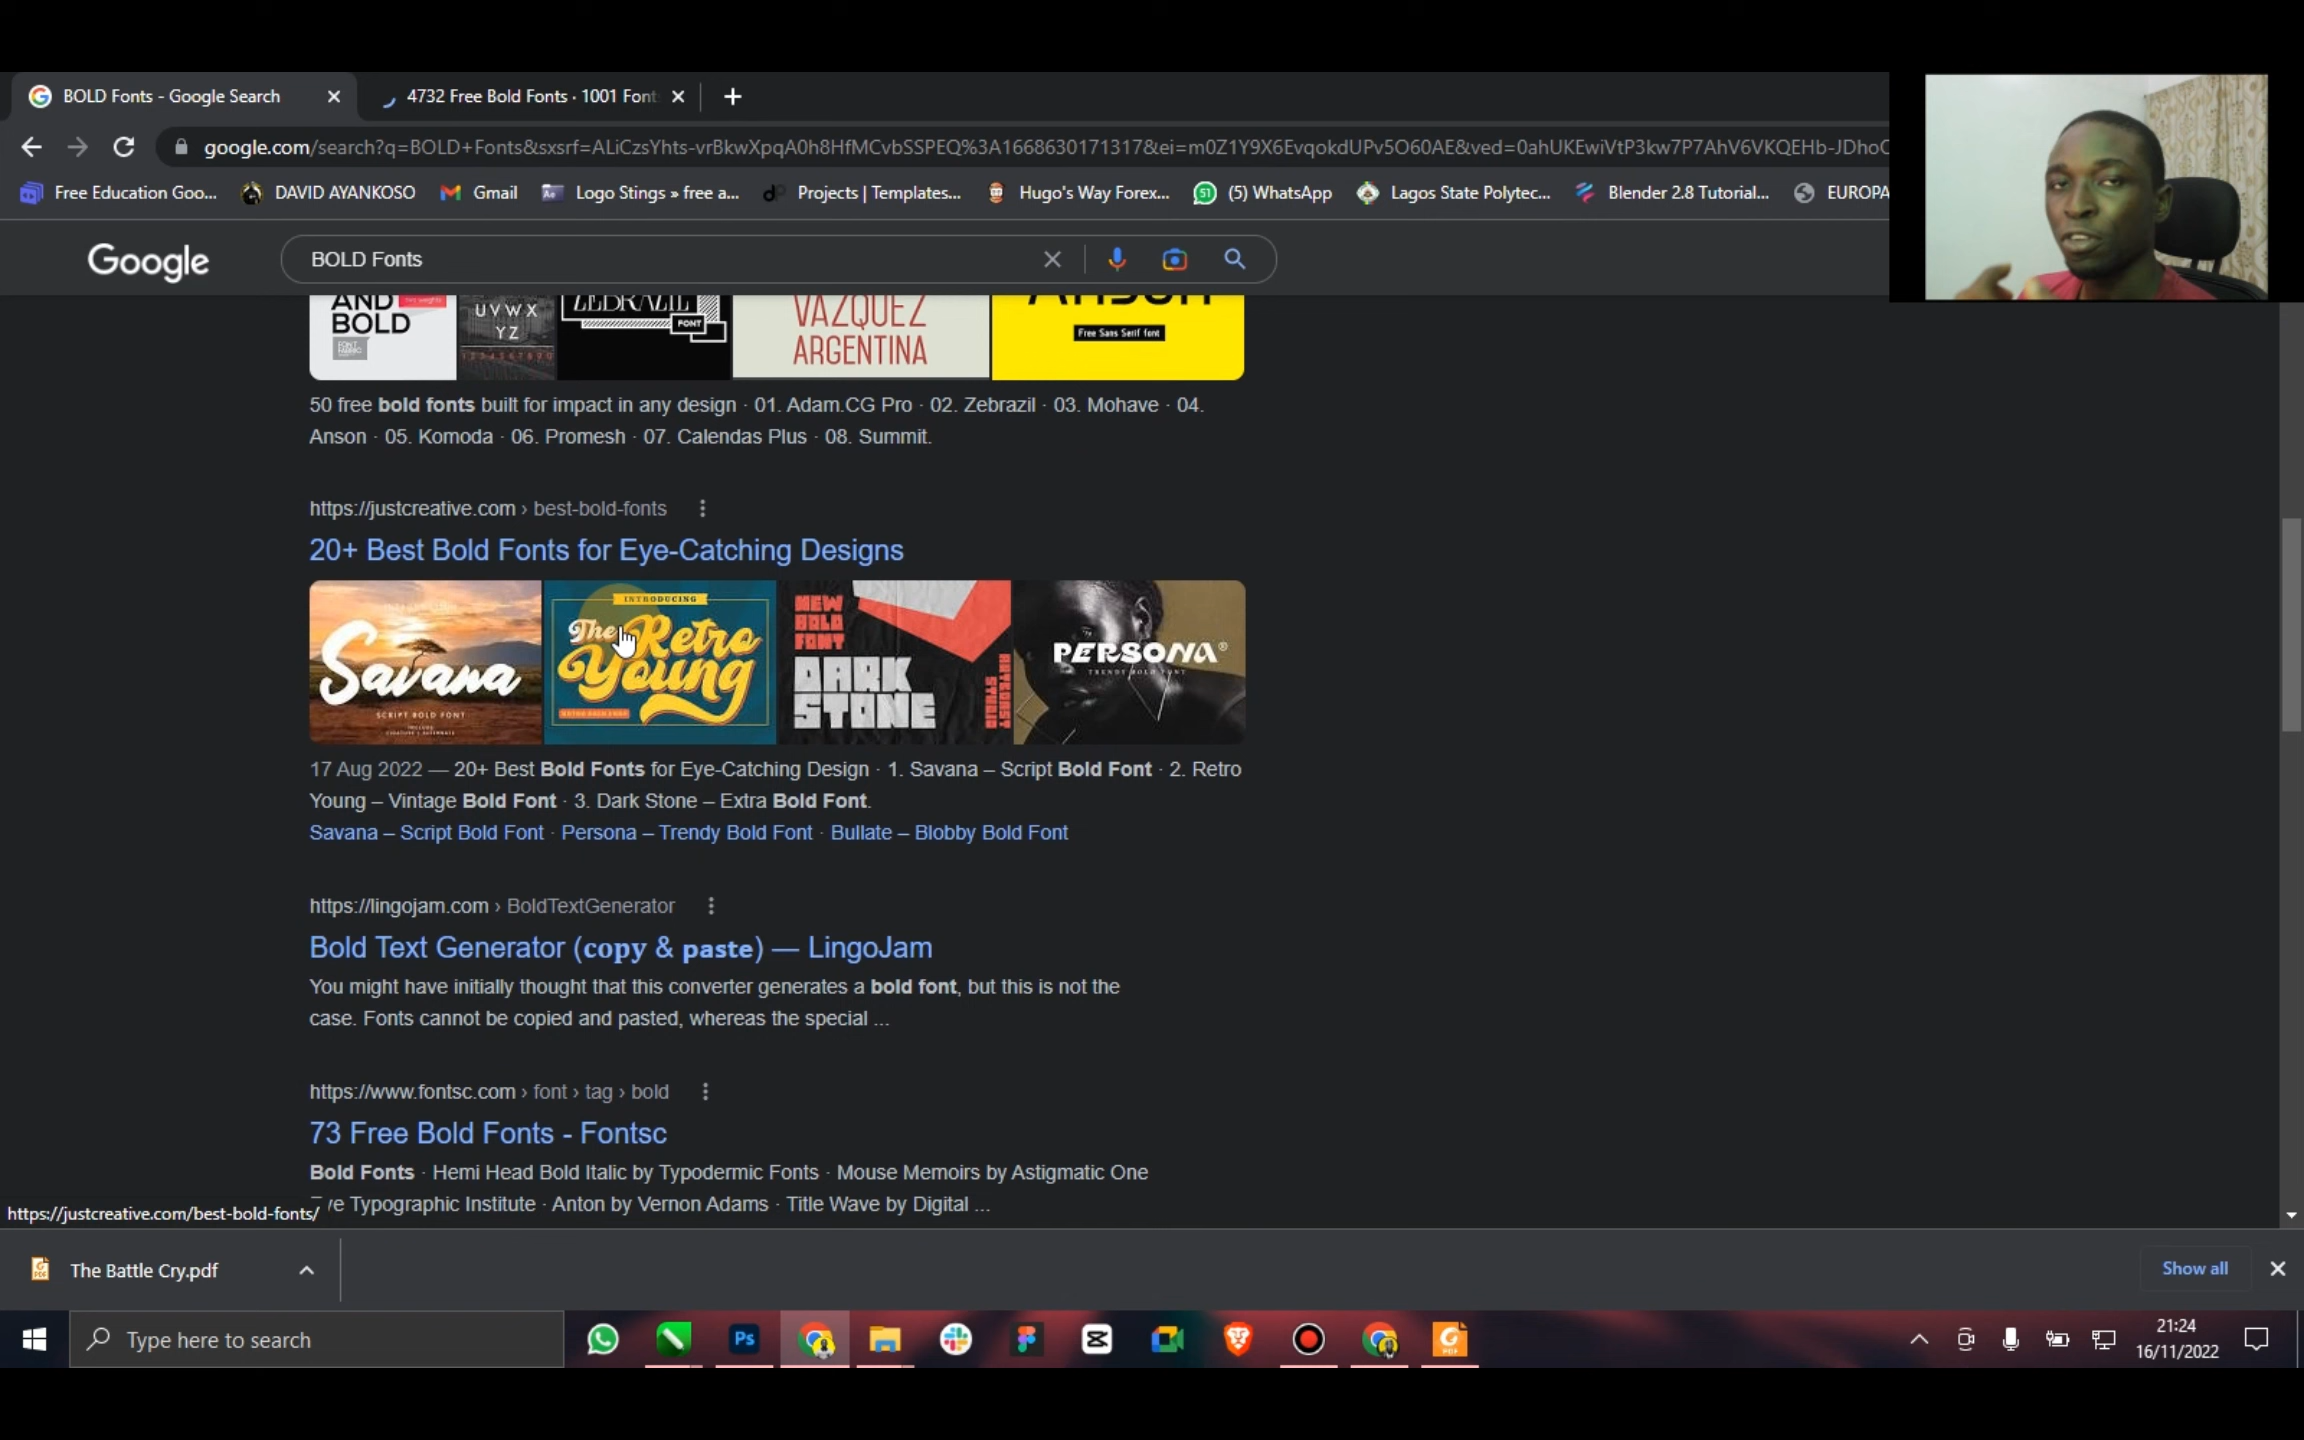 BOLD Fonts - Google Search
4732 Free Bold Fonts · 1001 Font
google.com/search?q=BOLD+Fonts&sxsrf=ALiCzsYhts-vrBkwXpqA0h8HfMCvbSSPEQ%3A1668630171317&ei=m0Z1Y9X6EvqokdUPv5O60AE&ved=0ahUKEwiVtP3kw7P7AhV6VKQEHb-JDhoC
Free Education Goo...
DAVID AYANKOSO
Gmail
Logo Stings » free a...
Projects | Templates...
Hugo's Way Forex...
(5) WhatsApp
Lagos State Polytec...
Blender 2.8 Tutorial...
EUROPA
Google
BOLD Fonts
AND
BOLD
UVWX
YZ
ZEBRAZIL
FONT
VAZQUEZ
ARGENTINA
Free Sans Serif font
50 free bold fonts built for impact in any design · 01. Adam.CG Pro · 02. Zebrazil · 03. Mohave · 04.
Anson · 05. Komoda · 06. Promesh · 07. Calendas Plus · 08. Summit.
https://justcreative.com › best-bold-fonts
20+ Best Bold Fonts for Eye-Catching Designs
Savana
SCRIPT BOLD FONT
INTRODUCING
The Retro
Young
NEW
BOLD
FONT
DARK
STONE
PERSONA®
TRENDY BOLD FONT
17 Aug 2022 — 20+ Best Bold Fonts for Eye-Catching Design · 1. Savana – Script Bold Font · 2. Retro
Young – Vintage Bold Font · 3. Dark Stone – Extra Bold Font.
Savana – Script Bold Font · Persona – Trendy Bold Font · Bullate – Blobby Bold Font
https://lingojam.com › BoldTextGenerator
Bold Text Generator (copy & paste) — LingoJam
You might have initially thought that this converter generates a bold font, but this is not the
case. Fonts cannot be copied and pasted, whereas the special ...
https://www.fontsc.com › font › tag › bold
73 Free Bold Fonts - Fontsc
Bold Fonts · Hemi Head Bold Italic by Typodermic Fonts · Mouse Memoirs by Astigmatic One
Typographic Institute · Anton by Vernon Adams · Title Wave by Digital ...
https://justcreative.com/best-bold-fonts/
The Battle Cry.pdf
Show all
Type here to search
Ps
21:24
16/11/2022